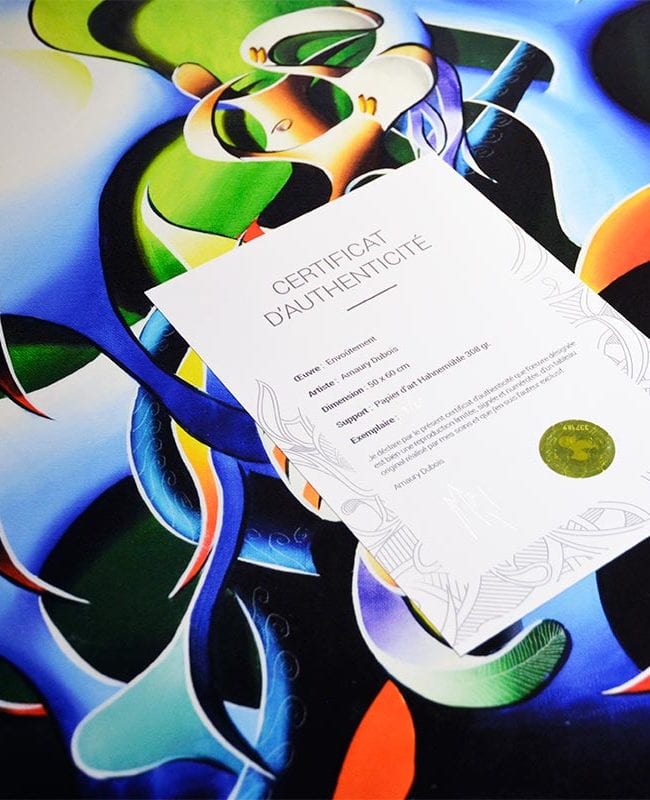 CERTIFICAT
D'AUTHENTICITÉ
Œuvre : Envoûtement
Artiste : Amaury Dubois
Dimension : 50 x 60 cm
Support : Papier d'art Hahnemühle 308 gr.
Exemplaire :
Je déclare par le présent certificat d'authenticité que l'oeuvre désignée
est bien une reproduction limitée, signée et numérotée, d'un tableau
original réalisé par mes soins et que j'en suis l'auteur exclusif.
Amaury Dubois